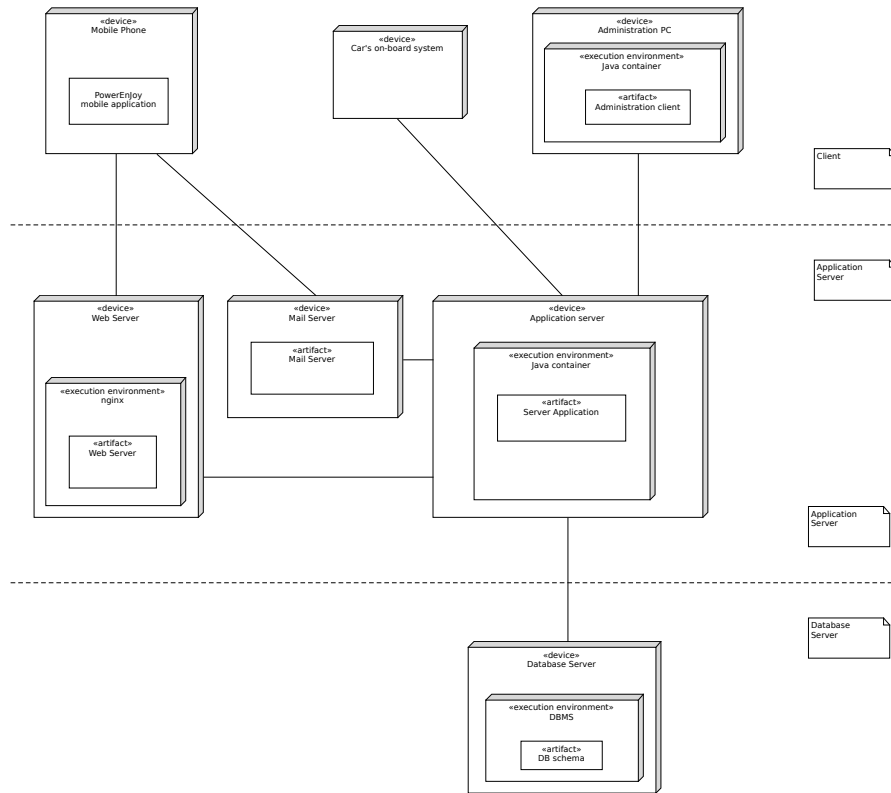 «device»
Mobile Phone
PowerEnJoy
mobile application
«device»
Car's on-board system
«device»
Administration PC
«execution environment»
Java container
«artifact»
Administration client
Client
Application
Server
«device»
Web Server
«execution environment»
nginx
«artifact»
Web Server
«device»
Mail Server
«artifact»
Mail Server
«device»
Application server
«execution environment»
Java container
«artifact»
Server Application
Application
Server
Database
Server
«device»
Database Server
«execution environment»
DBMS
«artifact»
DB schema